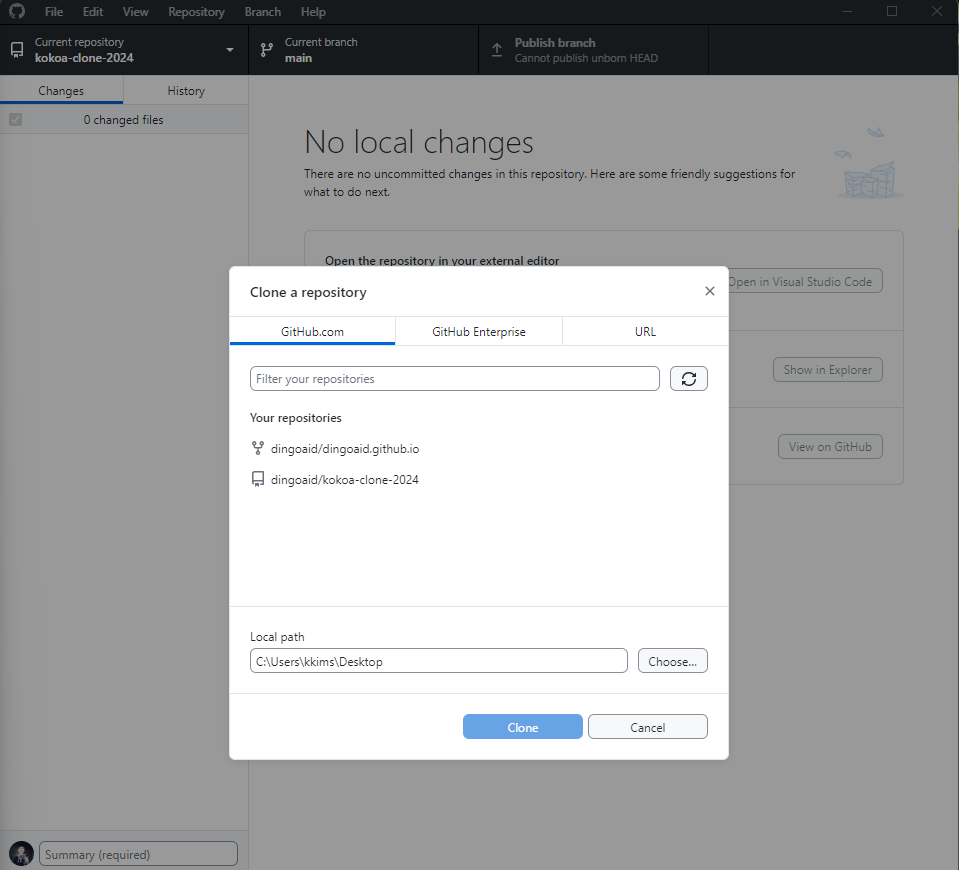 File Edit View Repository Branch Help
Current repository
kokoa-clone-2024
Current branch
main
Publish branch
Cannot publish unborn HEAD
Changes History
0 changed files
No local changes
There are no uncommitted changes in this repository. Here are some friendly suggestions for
what to do next.
Open the repository in your external editor
Open in Visual Studio Code
Show in Explorer
View on GitHub
Clone a repository
GitHub.com GitHub Enterprise URL
Filter your repositories
Your repositories
dingoaid/dingoaid.github.io
dingoaid/kokoa-clone-2024
Local path
C:\Users\kkims\Desktop
Choose...
Clone Cancel
Summary (required)